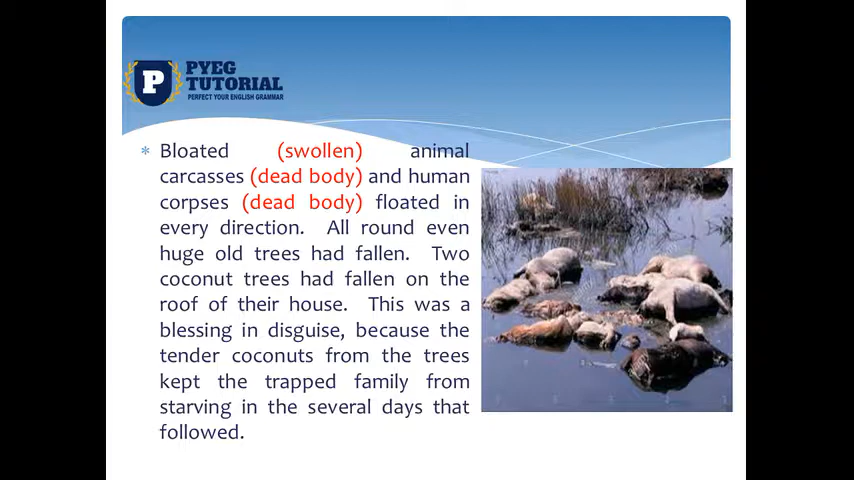 PYEG
TUTORIAL
PERFECT YOUR ENGLISH GRAMMAR
P
Bloated (swollen) animal
carcasses (dead body) and human
corpses (dead body) floated in
every direction. All round even
huge old trees had fallen. Two
coconut trees had fallen on the
roof of their house. This was a
blessing in disguise, because the
tender coconuts from the trees
kept the trapped family from
starving in the several days that
followed.